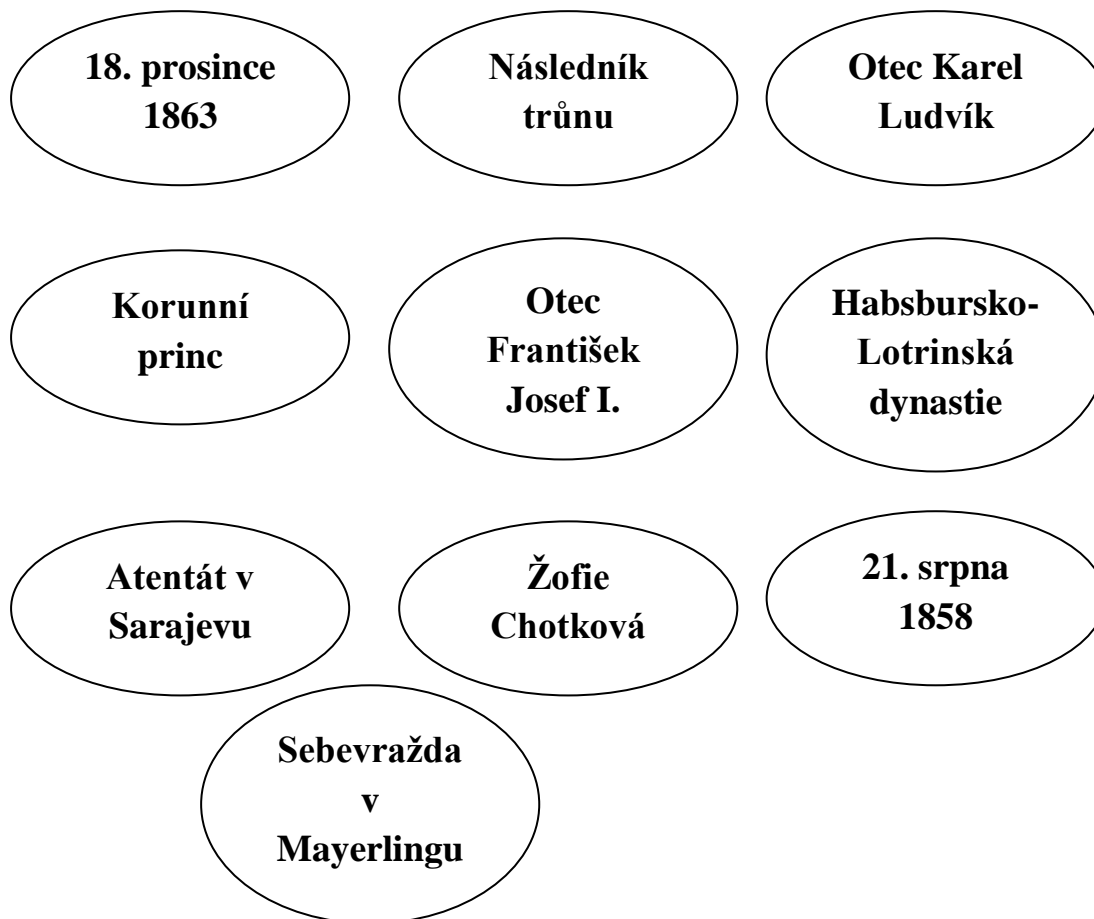 18. prosince
1863
Následník
trůnu
Otec Karel
Ludvík
Korunní
princ
Otec
František
Josef I.
Habsbursko-
Lotrinská
dynastie
Atentát v
Sarajevu
Žofie
Chotková
21. srpna
1858
Sebevražda
v
Mayerlingu